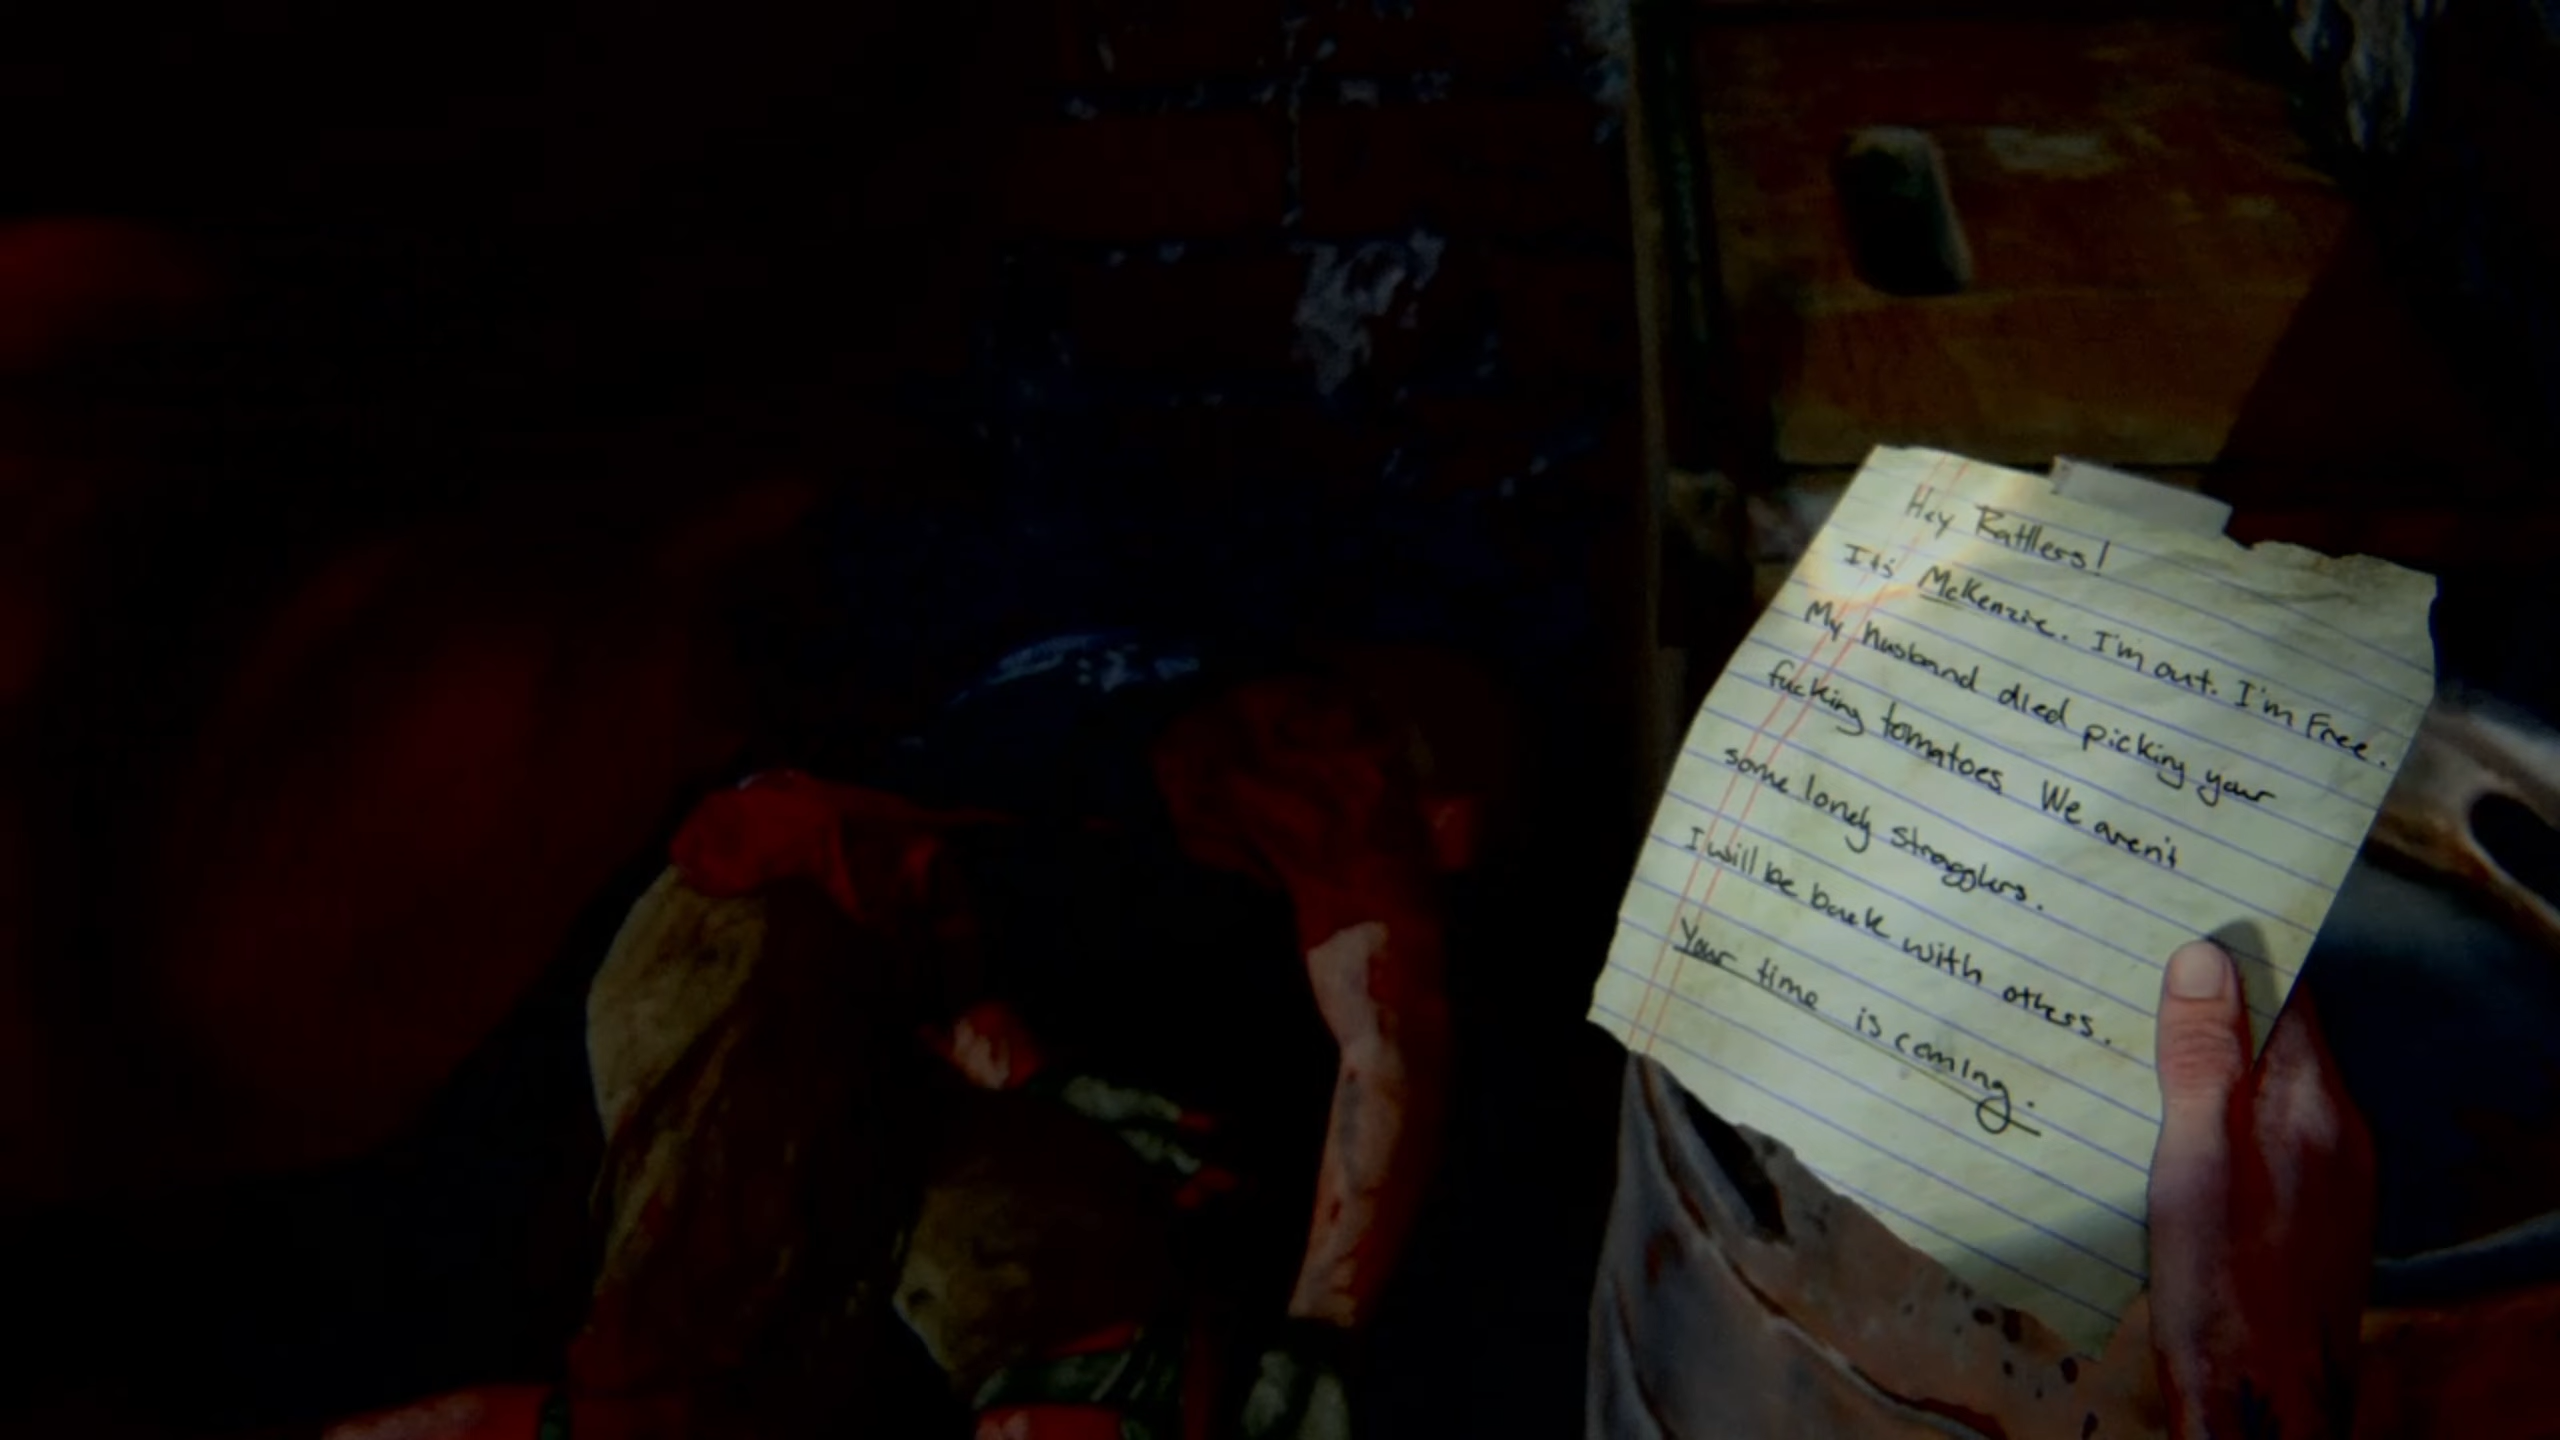 Hey Rattlers!
Its McKenzie. I'm out. I'm Free.
My husband died picking your
fucking tomatoes We aren't
some lonely stragglers.
I will be back with others.
Your time is coming.